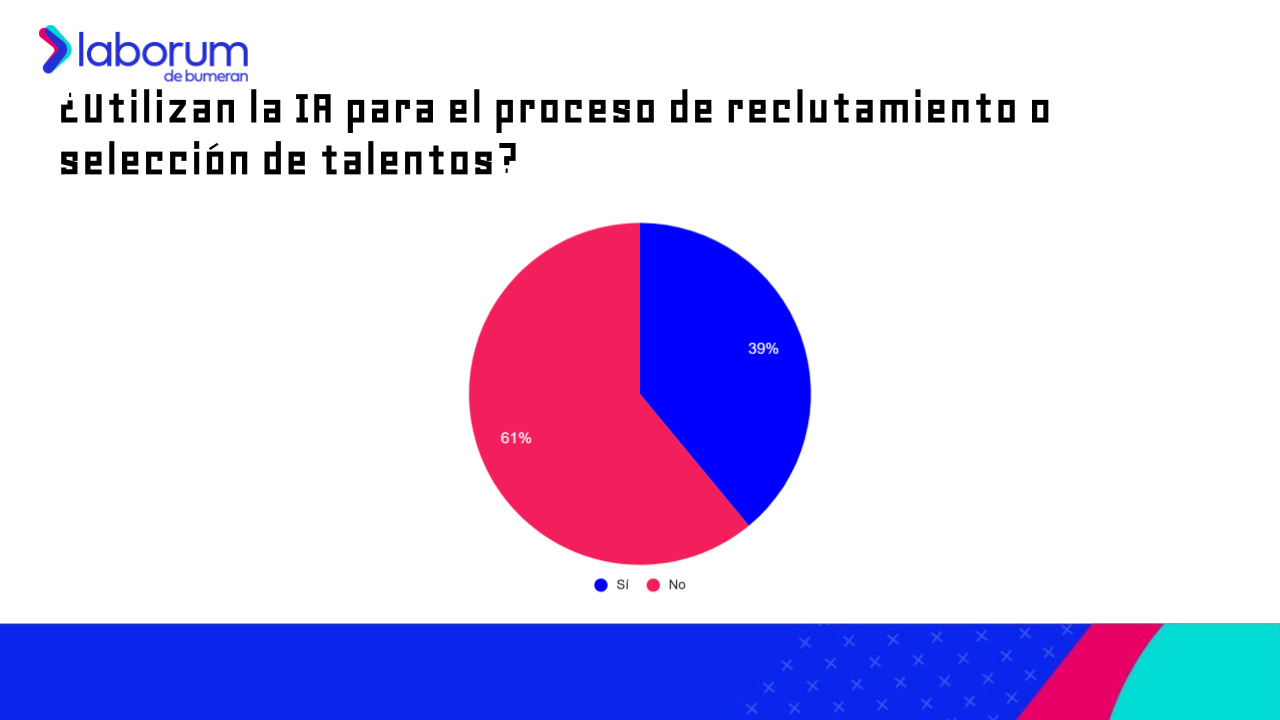 laborum
de bumeran
¿Utilizan la IA para el proceso de reclutamiento o
selección de talentos?
39%
61%
Sí No